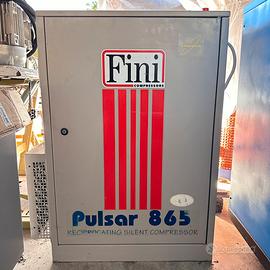 Fini
COMPRESSORS
Pulsar 865
RECIPROCATING SILENT COMPRESSOR